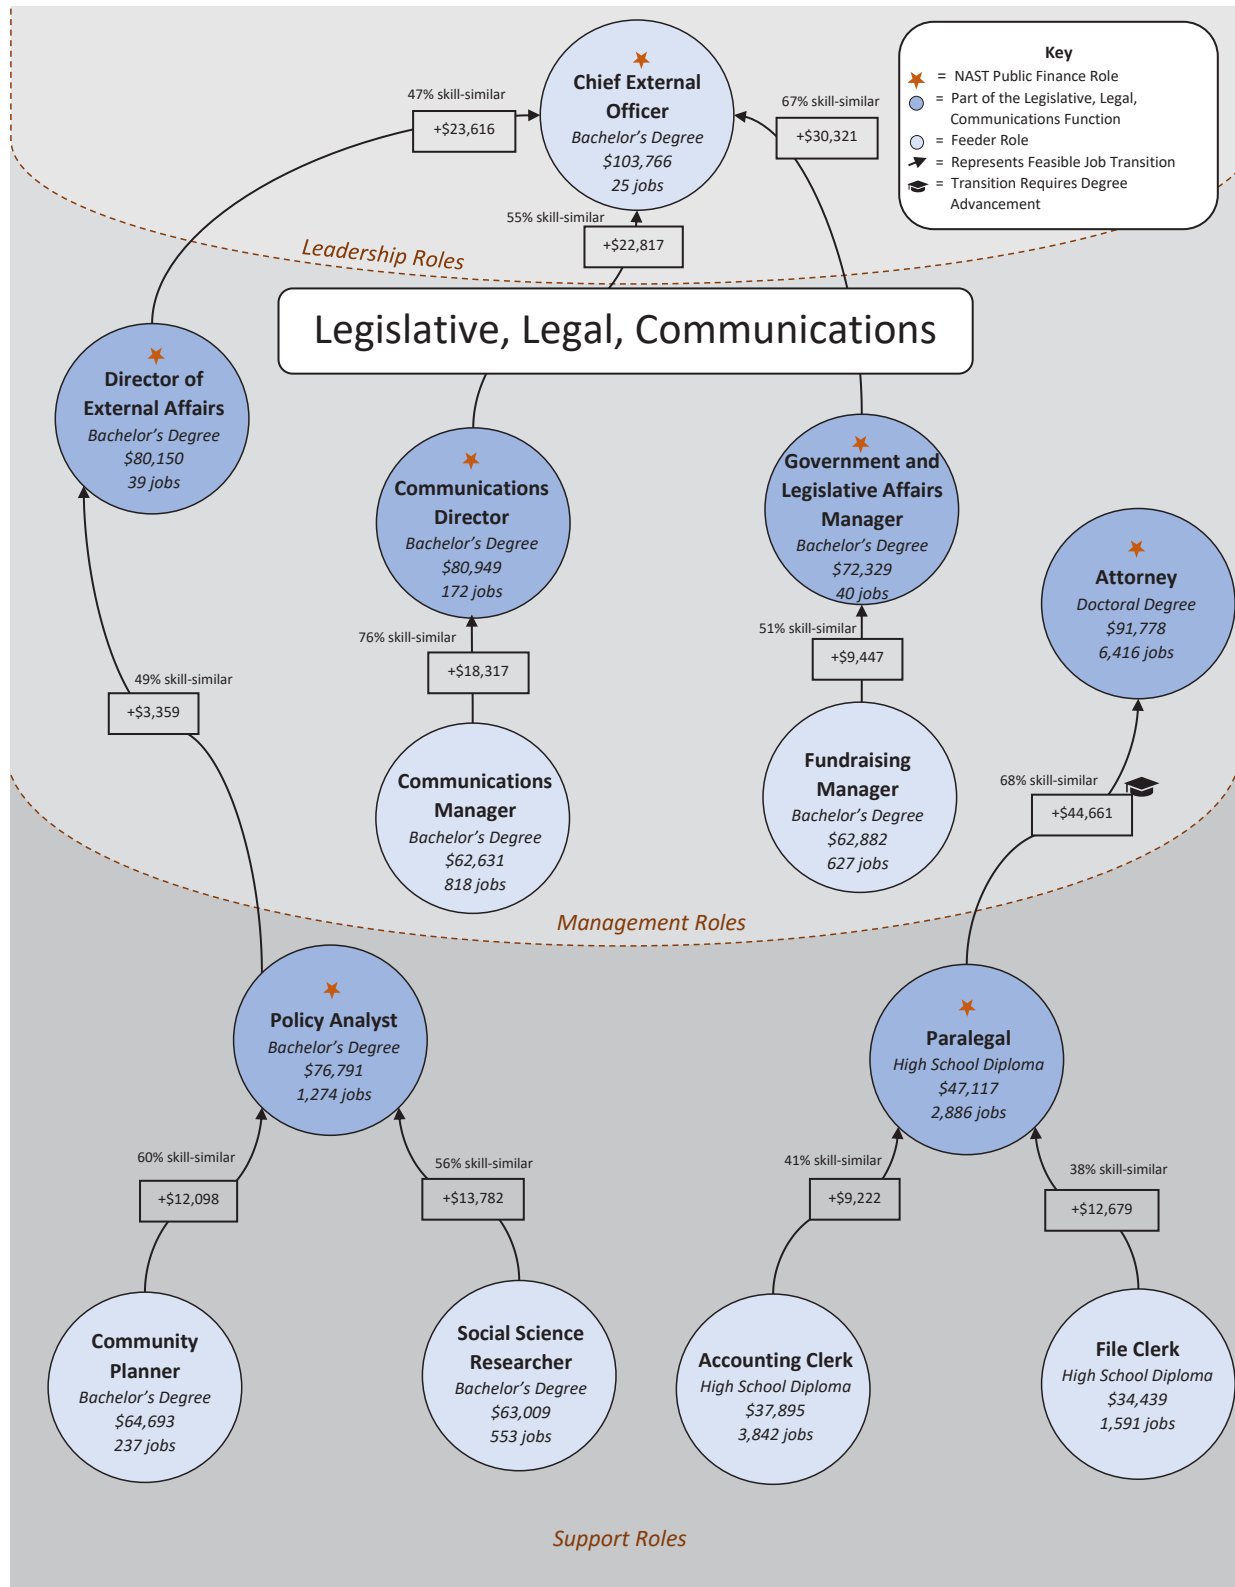 Key
= NAST Public Finance Role
= Part of the Legislative, Legal,
Communications Function
= Feeder Role
= Represents Feasible Job Transition
= Transition Requires Degree
Advancement
Chief External
Officer
Bachelor's Degree
$103,766
25 jobs
47% skill-similar
+$23,616
67% skill-similar
+$30,321
55% skill-similar
+$22,817
Leadership Roles
Legislative, Legal, Communications
Director of
External Affairs
Bachelor's Degree
$80,150
39 jobs
Communications
Director
Bachelor's Degree
$80,949
172 jobs
Government and
Legislative Affairs
Manager
Bachelor's Degree
$72,329
40 jobs
Attorney
Doctoral Degree
$91,778
6,416 jobs
49% skill-similar
+$3,359
76% skill-similar
+$18,317
51% skill-similar
+$9,447
68% skill-similar
+$44,661
Communications
Manager
Bachelor's Degree
$62,631
818 jobs
Fundraising
Manager
Bachelor's Degree
$62,882
627 jobs
Management Roles
Policy Analyst
Bachelor's Degree
$76,791
1,274 jobs
Paralegal
High School Diploma
$47,117
2,886 jobs
60% skill-similar
+$12,098
56% skill-similar
+$13,782
41% skill-similar
+$9,222
38% skill-similar
+$12,679
Community
Planner
Bachelor's Degree
$64,693
237 jobs
Social Science
Researcher
Bachelor's Degree
$63,009
553 jobs
Accounting Clerk
High School Diploma
$37,895
3,842 jobs
File Clerk
High School Diploma
$34,439
1,591 jobs
Support Roles